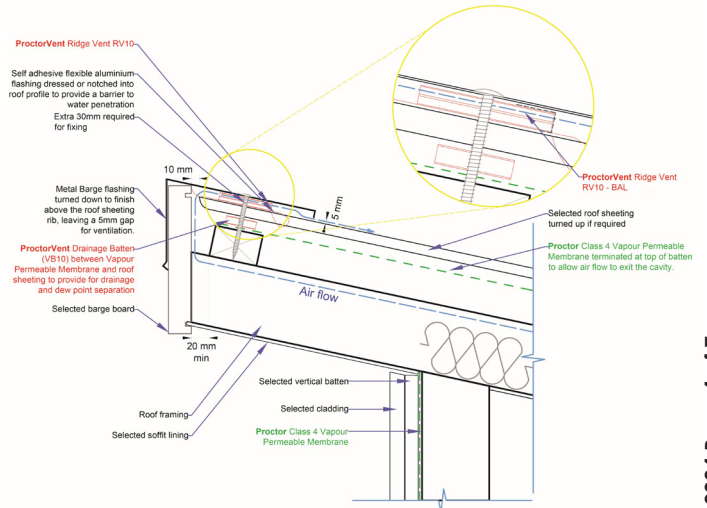 ProctorVent Ridge Vent RV10
Self adhesive flexible aluminium
flashing dressed or notched into
roof profile to provide a barrier to
water penetration
Extra 30mm required
for fixing
10 mm
Metal Barge flashing
turned down to finish
above the roof sheeting
rib, leaving a 5mm gap
for ventilation.
ProctorVent Drainage Batten
(VB10) between Vapour
Permeable Membrane and roof
sheeting to provide for drainage
and dew point separation
Selected barge board
20 mm
min
Roof framing
Selected soffit lining
5 mm
Air flow
Selected vertical batten
Selected cladding
Proctor Class 4 Vapour
Permeable Membrane
ProctorVent Ridge Vent
RV10 - BAL
Selected roof sheeting
turned up if required
Proctor Class 4 Vapour Permeable
Membrane terminated at top of batten
to allow air flow to exit the cavity.